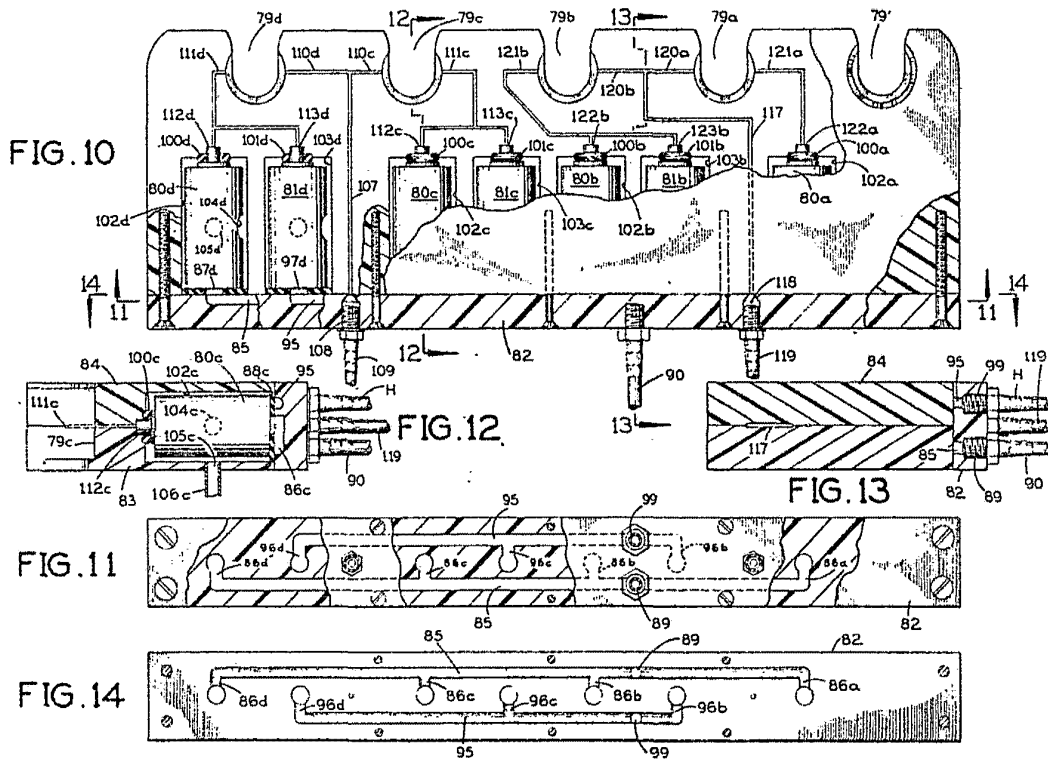 12 13
79d 79c 79b 79a 79'
111d 110d 110c 111c 121b 120a 121a
120b
FIG.10
112d 113d 113c 122b 117
100d 101d 103d 112c 100c 101c 100b 123b 101b 103b 122a 100a
80d 81d 107 80c 81c 80b 81b 80a 102a
102d 104d 102c 103c 102b
105d
87d 97d
14 11 118 14 11
85 95 108 12 82 13 119
109 90
100c 84 102c 80c 88c 95 H
111c 104c
79c 105c
112c 83 106c 86c 119 90
FIG.12
84 95 99 H 119
117 85 82 89 90
FIG.13
95 99
96d 96b
86d 86c 96c 86b 86a
FIG.11
85 89 82
85 89 82
FIG.14
86d 86c 86b 86a
96d 96c 96b
95 99